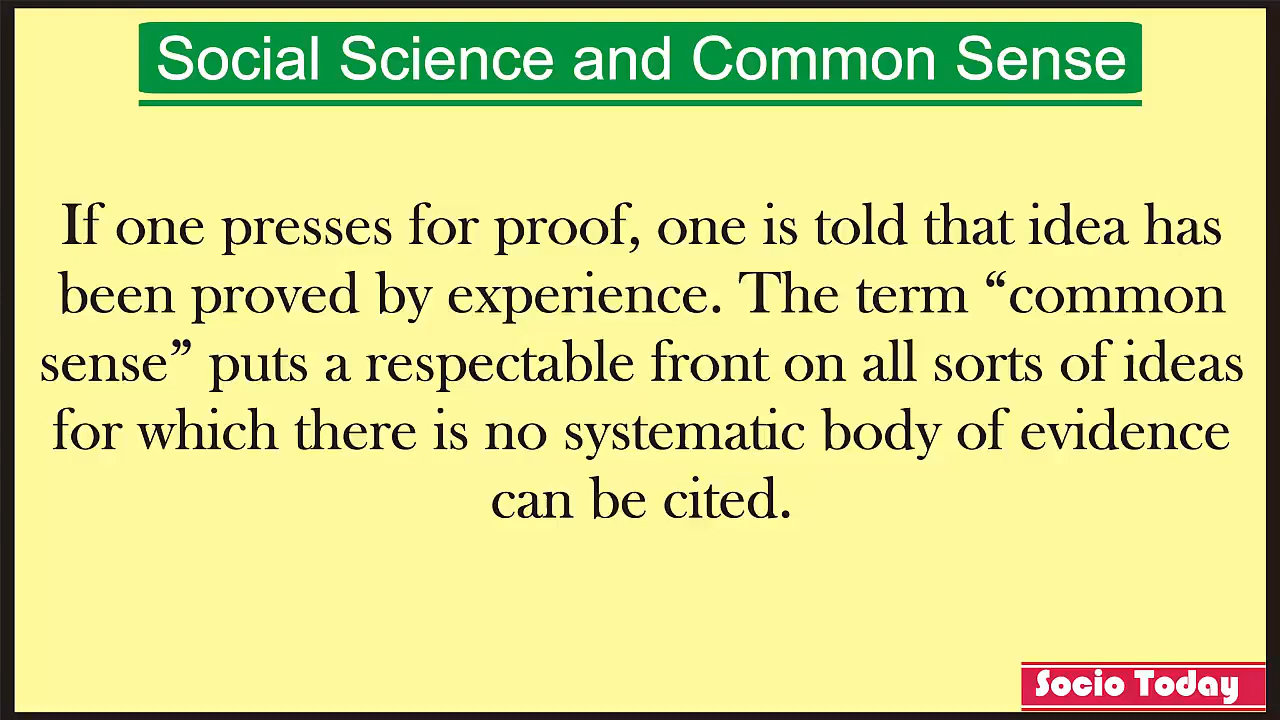 Social Science and Common Sense
If one presses for proof, one is told that idea has
been proved by experience. The term “common
sense” puts a respectable front on all sorts of ideas
for which there is no systematic body of evidence
can be cited.
Socio Today